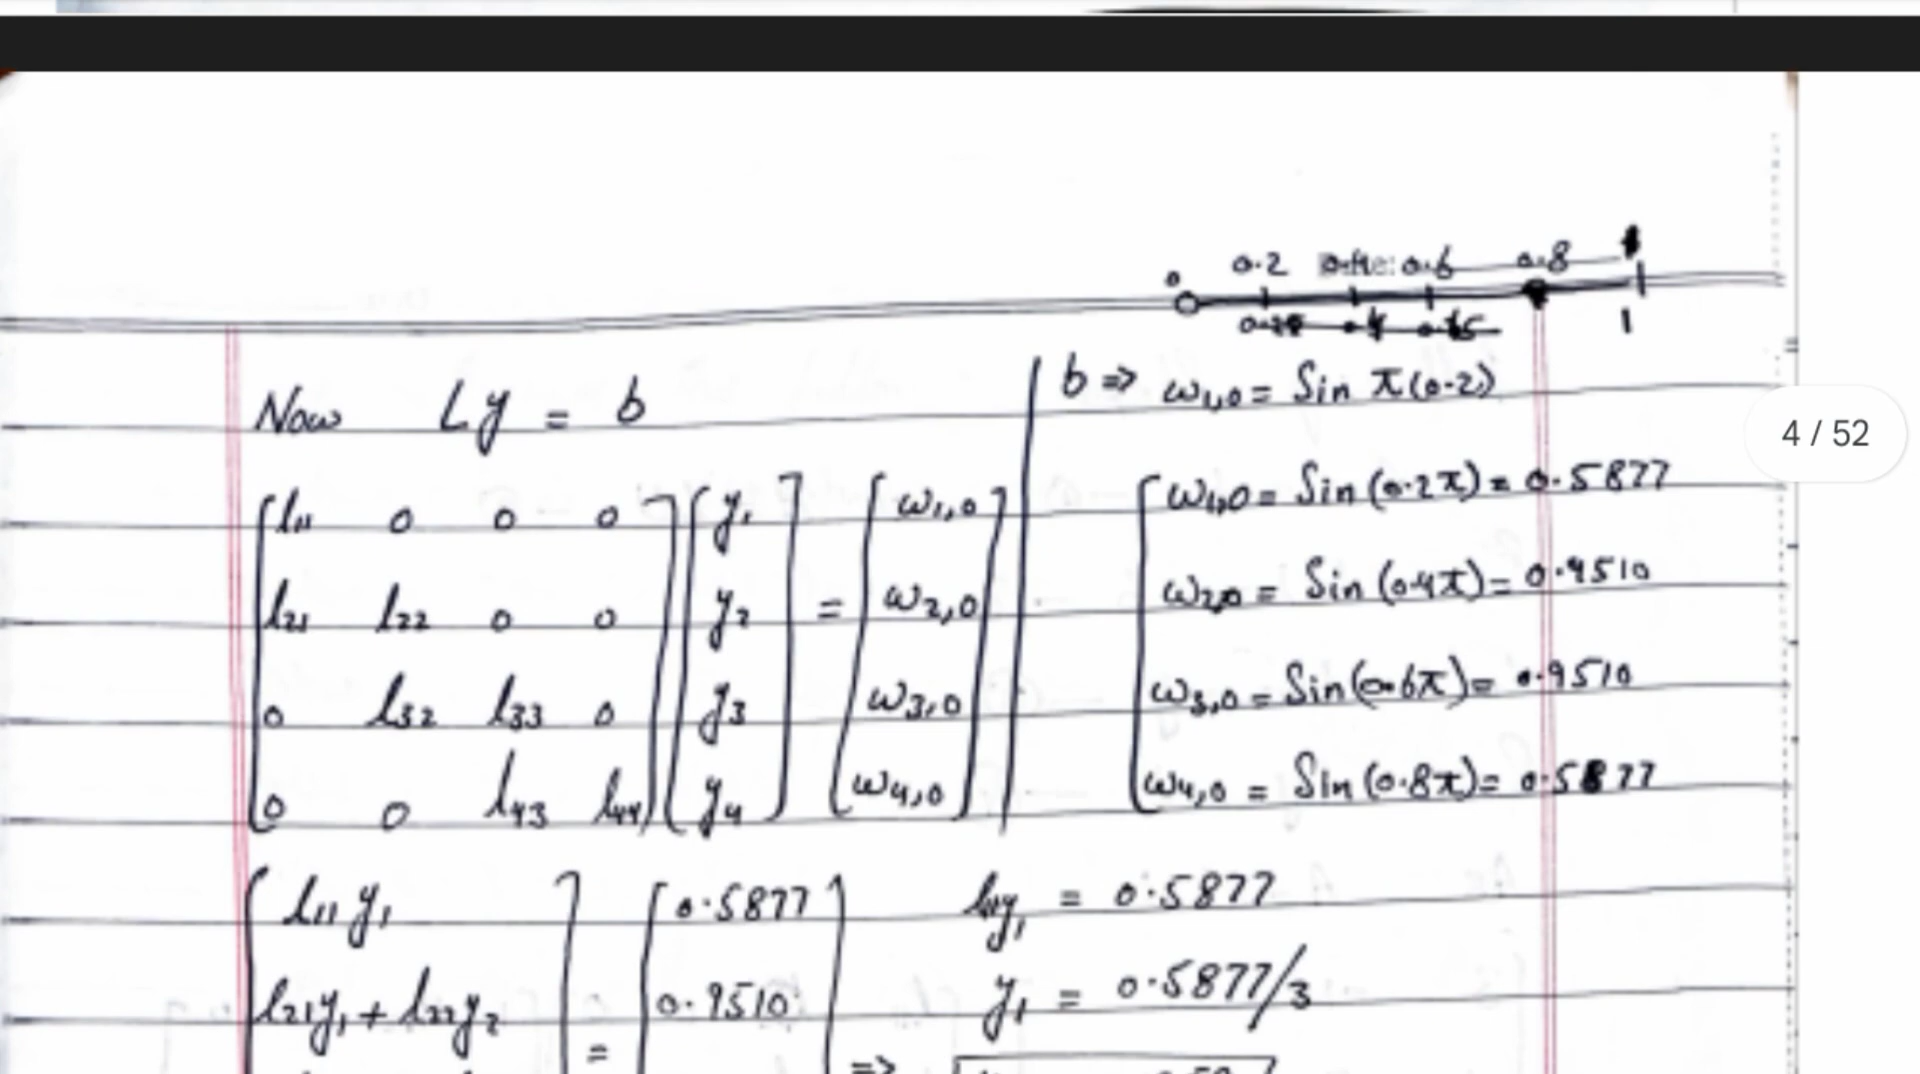 0 0.2 Date: 0.6 0.8
1
Now Ly = b
b ⇒ ω1,0 = Sin π(0.2)
[l11 0 0 0] [y1] = [ω1,0]
[l21 l22 0 0] [y2] = [ω2,0]
[0 l32 l33 0] [y3] [ω3,0]
[0 0 l43 l44] [y4] [ω4,0]
ω1,0 = Sin (0.2π) = 0.5877
ω2,0 = Sin (0.4π) = 0.9510
ω3,0 = Sin (0.6π) = 0.9510
ω4,0 = Sin (0.8π) = 0.5877
4 / 52
[l11 y1] [0.5877] l11y1 = 0.5877
[l21y1 + l22y2] = [0.9510] y1 = 0.5877/3
⇒